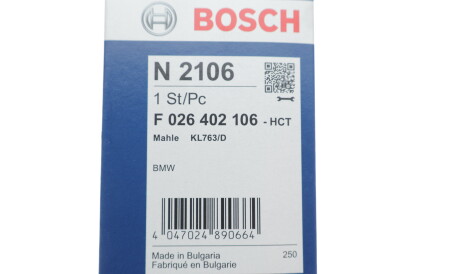 BOSCH
N 2106
1 St/Pc
F 026 402 106 - HCT
Mahle KL763/D
BMW
4 047024 890664
Made in Bulgaria 250
Fabriqué en Bulgarie